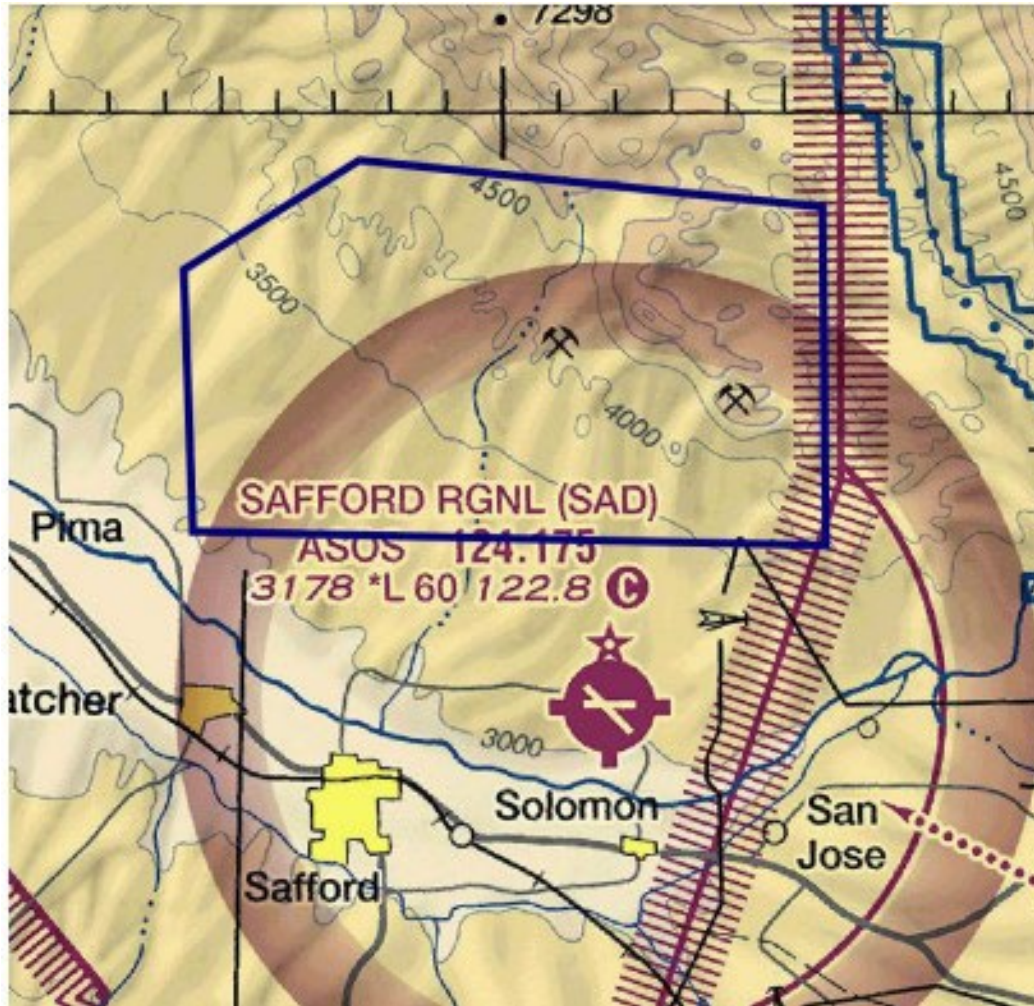 7298
4500
4500
3500
4000
SAFFORD RGNL (SAD)
ASOS 124.175
3178 *L 60 122.8 C
Pima
atcher
3000
Solomon
San
Jose
Safford